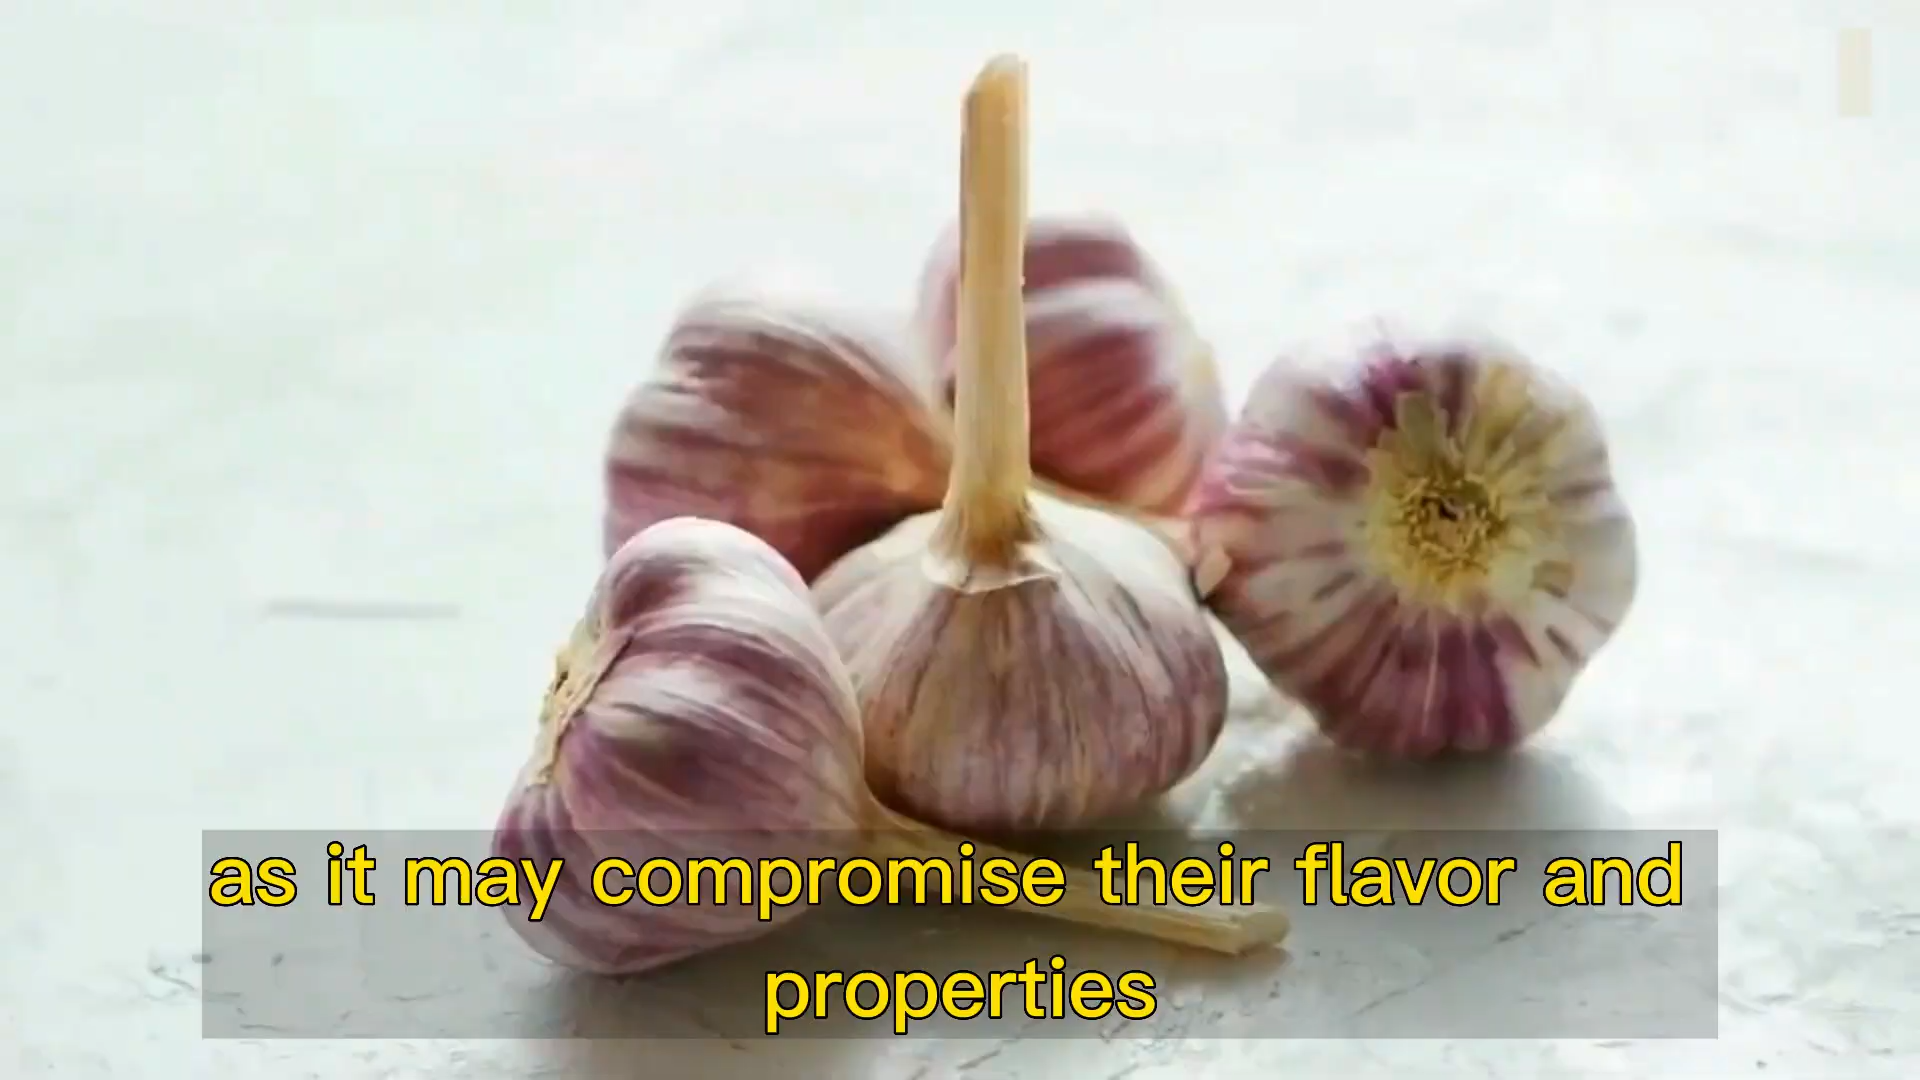 as it may compromise their flavor and
properties